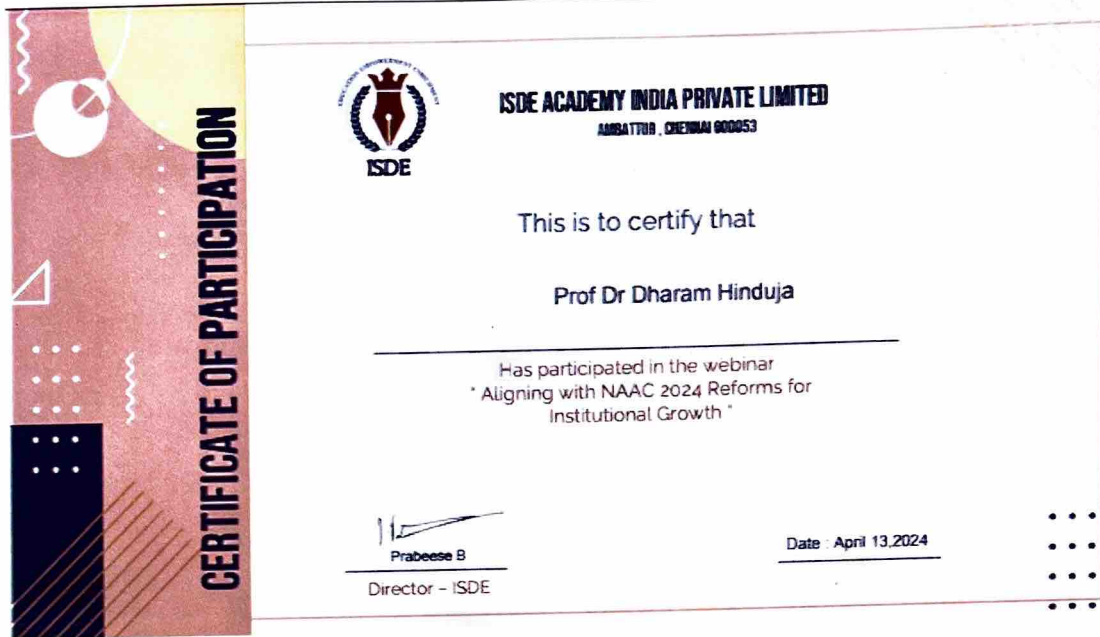 CERTIFICATE OF PARTICIPATION
ISDE
ISDE ACADEMY INDIA PRIVATE LIMITED
AMBATTUR , CHENNAI 600053
This is to certify that
Prof Dr Dharam Hinduja
Has participated in the webinar
" Aligning with NAAC 2024 Reforms for
Institutional Growth "
Prabeese B
Director – ISDE
Date : April 13,2024